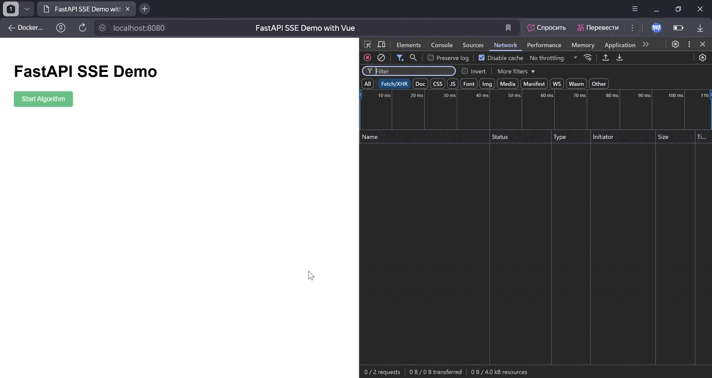 1 FastAPI SSE Demo with
Docker... localhost:8080 FastAPI SSE Demo with Vue Спросить Перевести
FastAPI SSE Demo
Start Algorithm
Elements Console Sources Network Performance Memory Application
Preserve log Disable cache No throttling
Filter Invert More filters
All Fetch/XHR Doc CSS JS Font Img Media Manifest WS Wasm Other
10 ms 20 ms 30 ms 40 ms 50 ms 60 ms 70 ms 80 ms 90 ms 100 ms 110
Name Status Type Initiator Size Ti...
0 / 2 requests 0 B / 0 B transferred 0 B / 4.0 kB resources